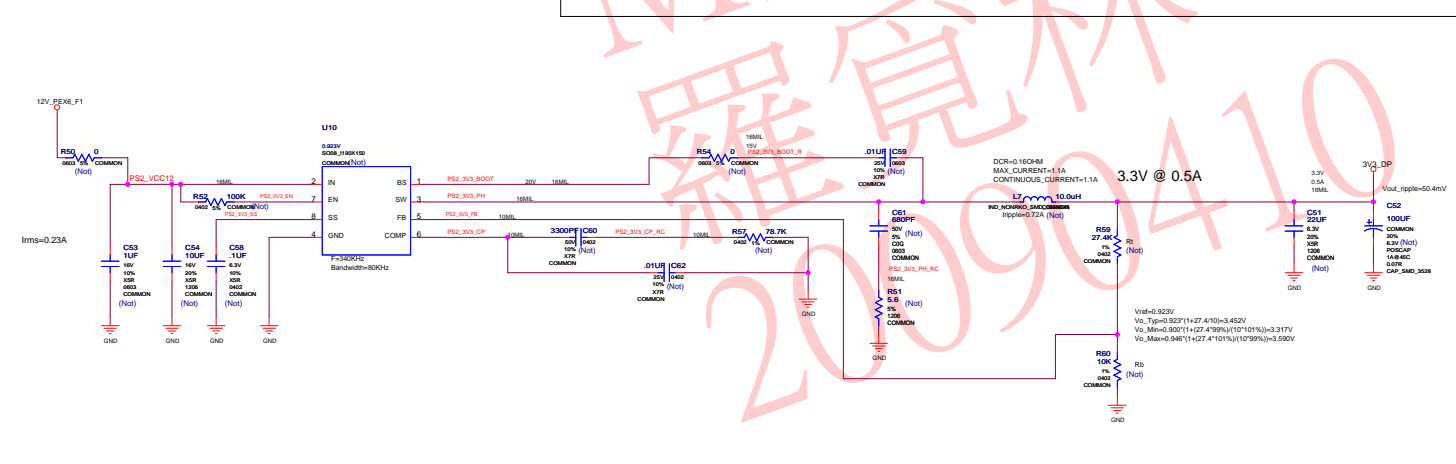 12V_PEX6_F1
R50 0
0603 5% COMMON
(Not)
PS2_VCC12
16MIL
R52 100K
0402 5% COMMON(Not)
PS2_3V3_EN
PS2_3V3_SS
Irms=0.23A
C53
1UF
16V
10%
X5R
0603
COMMON
(Not)
C54
10UF
16V
20%
X5R
1206
COMMON
(Not)
C58
.1UF
6.3V
10%
X5R
0402
COMMON
(Not)
GND
GND
GND
GND
U10
0.923V
SO08_I190X150
COMMON(Not)
2 IN
7 EN
8 SS
4 GND
BS 1
SW 3
FB 5
COMP 6
F=340KHz
Bandwidth=80KHz
PS2_3V3_BOOT
20V 16MIL
PS2_3V3_PH
16MIL
PS2_3V3_FB
10MIL
PS2_3V3_CP
10MIL
3300PF C60
50V 0402
10% (Not)
X7R
COMMON
PS2_3V3_CP_RC
10MIL
R57 78.7K
0402 1% COMMON
(Not)
.01UF C62
25V 0402
10% (Not)
X7R
COMMON
GND
R54 0
0603 5% COMMON
(Not)
16MIL
15V
PS2_3V3_BOOT_R
.01UF C59
25V 0603
10% (Not)
X7R
COMMON
C61
680PF
50V (Not)
5%
C0G
0603
COMMON
PS2_3V3_PH_RC
16MIL
R51
5.6 (Not)
5%
1206
COMMON
GND
DCR=0.16OHM
MAX_CURRENT=1.1A
CONTINUOUS_CURRENT=1.1A
L7 10.0uH
Iripple=0.72A (Not)
3.3V @ 0.5A
R59
27.4K Rt
1% (Not)
0402
COMMON
R60
10K Rb
1% (Not)
0402
COMMON
GND
Vref=0.923V
Vo_Typ=0.923*(1+27.4/10)=3.452V
Vo_Min=0.900*(1+(27.4*99%)/(10*101%)=3.317V
Vo_Max=0.946*(1+(27.4*101%)/(10*99%)=3.590V
3.3V
0.5A
16MIL
3V3_DP
Vout_ripple=50.4mV
C51
22UF
6.3V
20%
X5R
1206
COMMON
(Not)
GND
C52
100UF
COMMON
20%
6.3V (Not)
POSCAP
1A@45C
0.07R
CAP_SMD_3528
GND
羅寛林
20090410